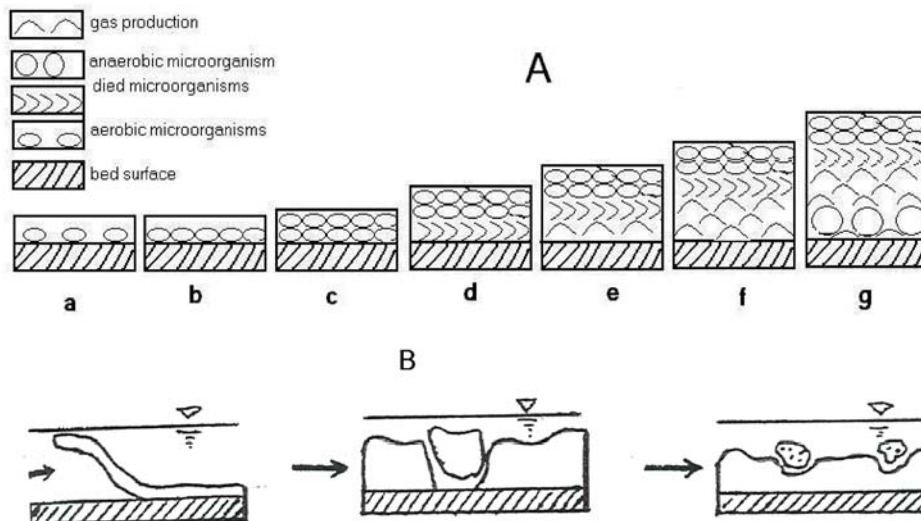 gas production
A
anaerobic microorganism
died microorganisms
aerobic microorganisms
bed surface
a b c d e f g
B